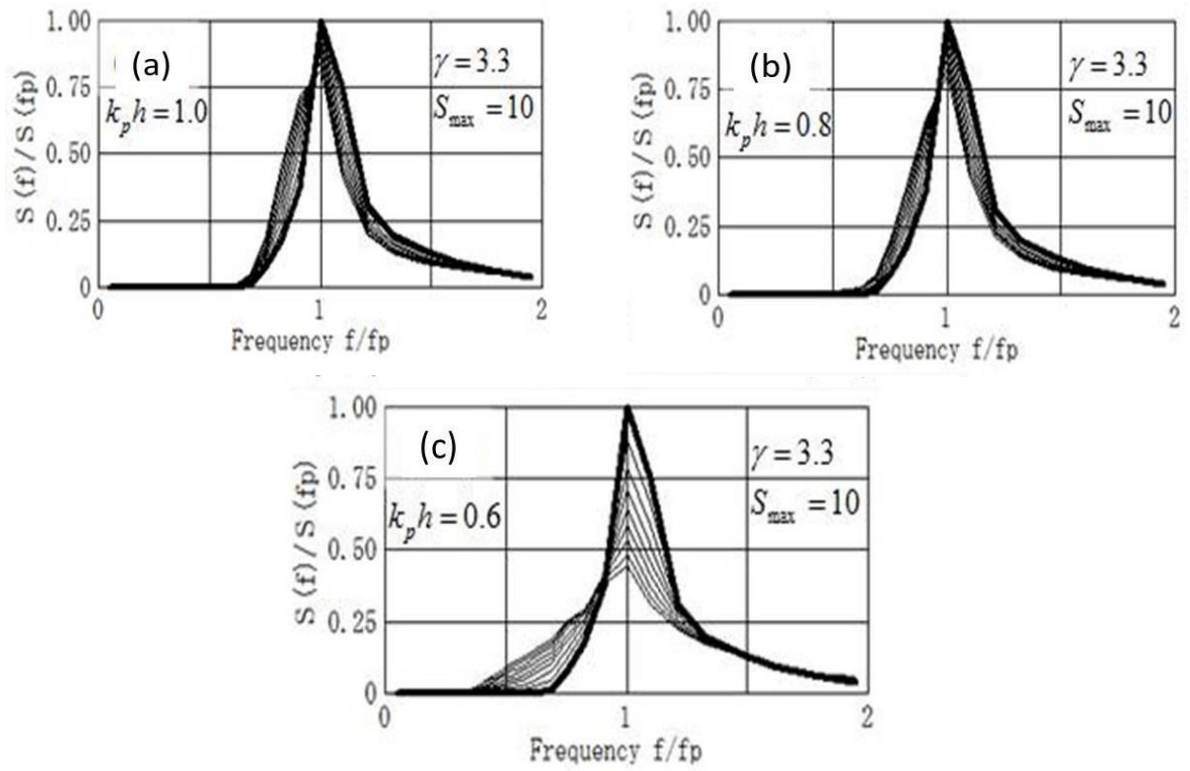 1.00
(a)
γ = 3.3
0.75
k_p h = 1.0
S_max = 10
0.50
0.25
0
S (f)/S (fp)
0 1 2
Frequency f/fp
1.00
(b)
γ = 3.3
0.75
k_p h = 0.8
S_max = 10
0.50
0.25
0
S (f)/S (fp)
0 1 2
Frequency f/fp
1.00
(c)
γ = 3.3
0.75
k_p h = 0.6
S_max = 10
0.50
0.25
0
S (f)/S (fp)
0 1 2
Frequency f/fp